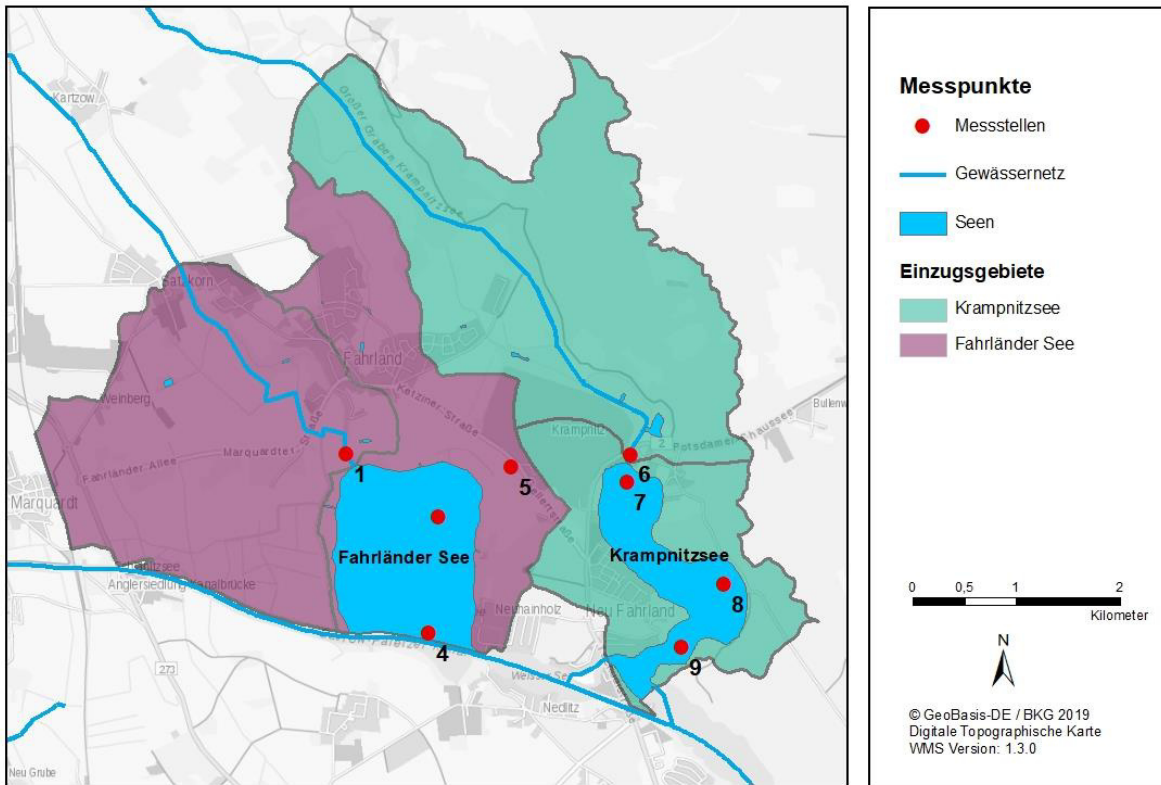 Kartzow
Großer Graben Krampnitzsee
Satzkorn
Fahrland
Weinberg
Ketziner Straße
Marquardter Straße
Fahrländer Allee
Marquardt
Krampnitz
Potsdamer Chaussee
Bullenw
2
1
5
6
7
Fahrländer See
Krampnitzsee
8
Anglersiedlung Kanalbrücke
Neu Fahrland
Neuhainholz
4
9
273
Weisser See
Nedlitz
Neu Grube
Messpunkte
Messstellen
Gewässernetz
Seen
Einzugsgebiete
Krampnitzsee
Fahrländer See
0 0,5 1 2
Kilometer
N
© GeoBasis-DE / BKG 2019
Digitale Topographische Karte
WMS Version: 1.3.0